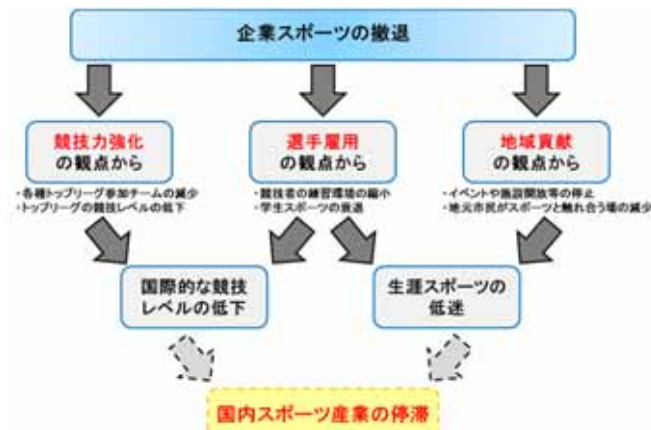 企業スポーツの撤退
競技力強化
の観点から
選手雇用
の観点から
地域貢献
の観点から
・各種トップリーグ参加チームの減少
・トップリーグの競技レベルの低下
・競技者の練習環境の縮小
・学生スポーツの衰退
・イベントや施設開放等の停止
・地元市民がスポーツと触れ合う場の減少
国際的な競技
レベルの低下
生涯スポーツの
低迷
国内スポーツ産業の停滞